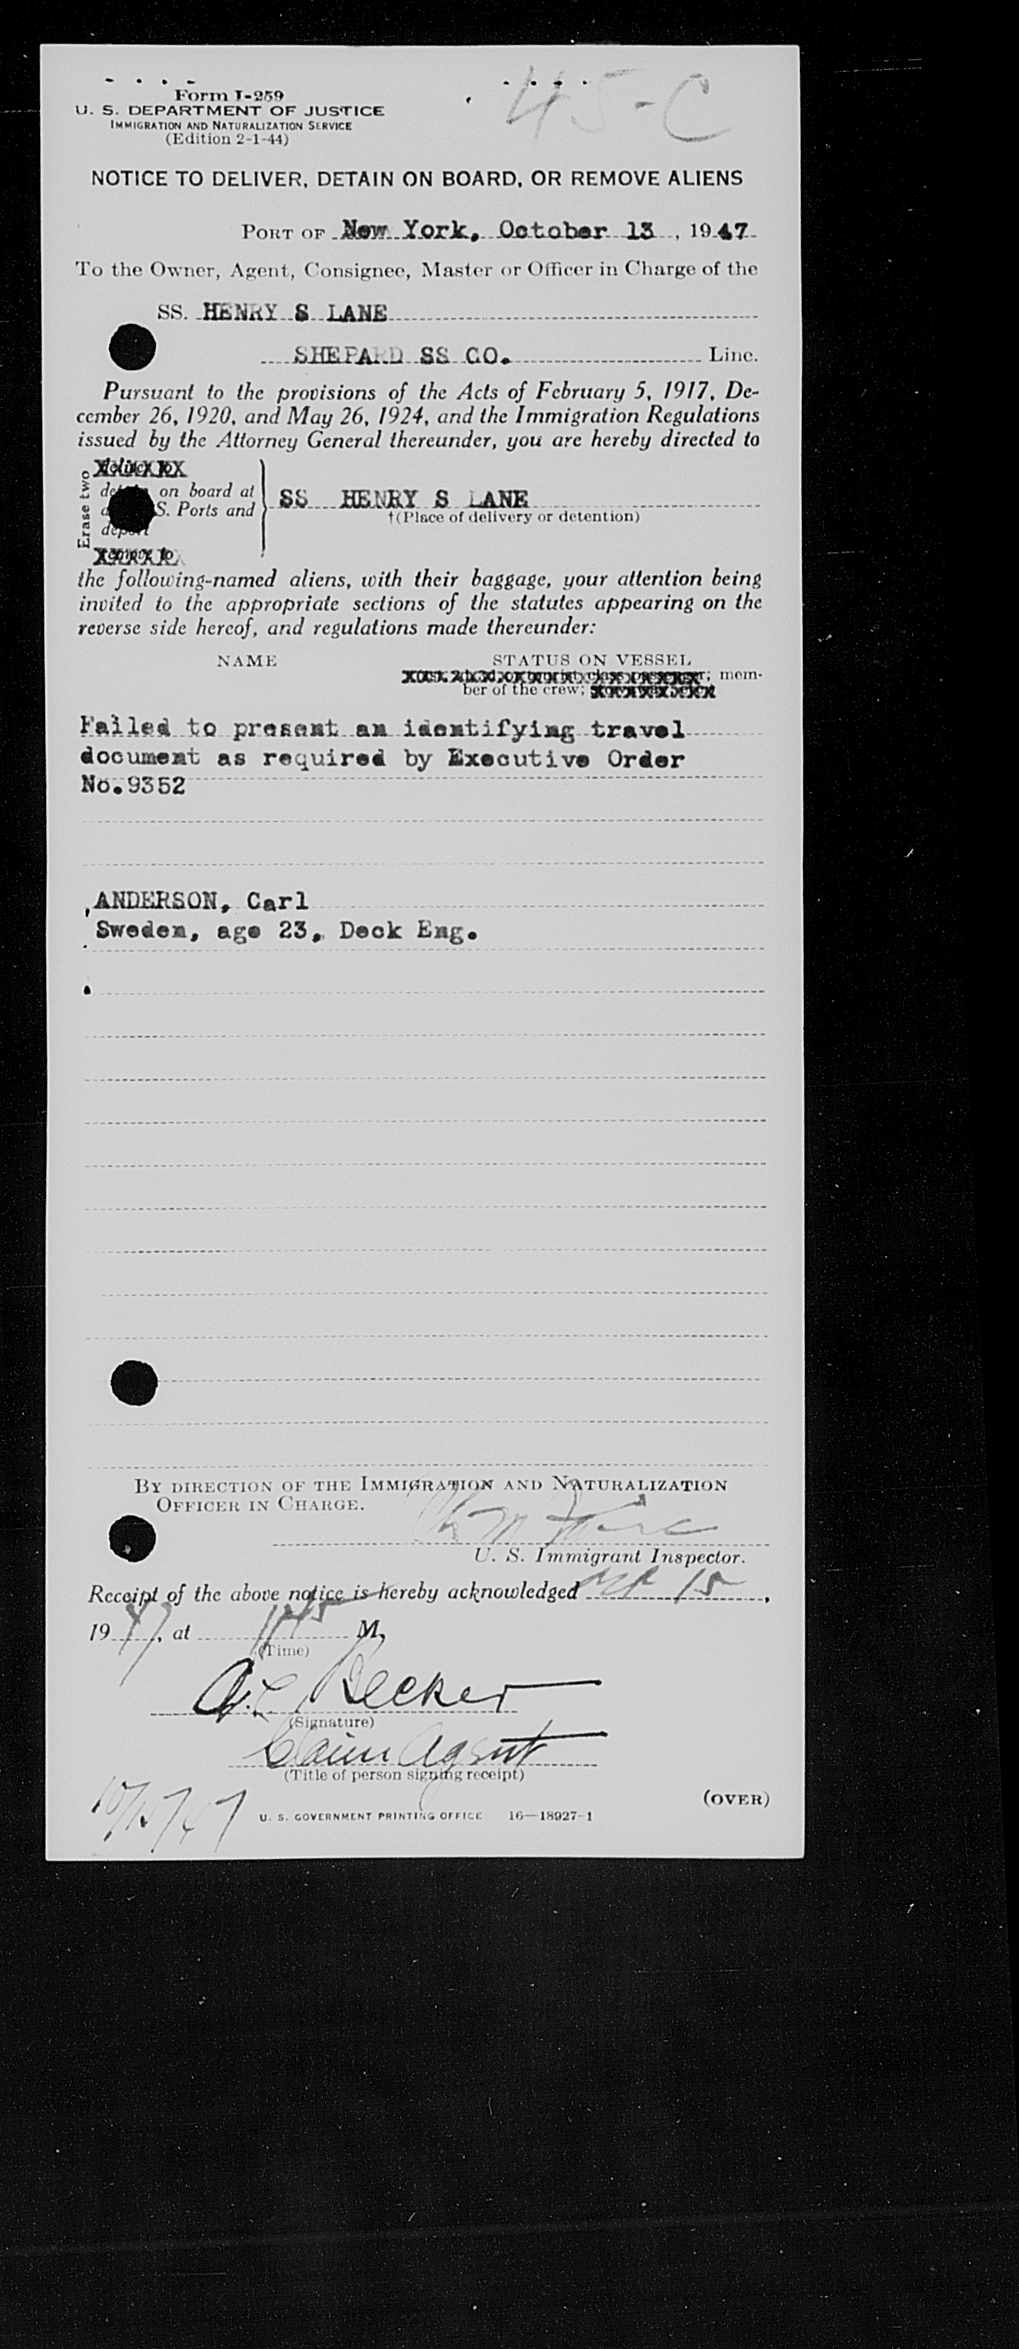 Form I-259
U. S. DEPARTMENT OF JUSTICE
IMMIGRATION AND NATURALIZATION SERVICE
(Edition 2-1-44)
45-C
NOTICE TO DELIVER, DETAIN ON BOARD, OR REMOVE ALIENS
PORT OF New York, October 13, 1947
To the Owner, Agent, Consignee, Master or Officer in Charge of the
SS. HENRY S LANE
SHEPARD SS CO. Line.
Pursuant to the provisions of the Acts of February 5, 1917, De-
cember 26, 1920, and May 26, 1924, and the Immigration Regulations
issued by the Attorney General thereunder, you are hereby directed to
Erase two
on board at
S. Ports and
SS HENRY S LANE
†(Place of delivery or detention)
the following-named aliens, with their baggage, your attention being
invited to the appropriate sections of the statutes appearing on the
reverse side hereof, and regulations made thereunder:
NAME STATUS ON VESSEL
mem-
ber of the crew;
Failed to present an identifying travel
document as required by Executive Order
No.9352
ANDERSON, Carl
Sweden, age 23, Deck Eng.
BY DIRECTION OF THE IMMIGRATION AND NATURALIZATION
OFFICER IN CHARGE.
U. S. Immigrant Inspector.
Receipt of the above notice is hereby acknowledged 15,
1947, at 1145 M.
(Time)
Becker
(Signature)
Claim Agent
(Title of person signing receipt)
10/15/47
U. S. GOVERNMENT PRINTING OFFICE 16—18927-1
(OVER)